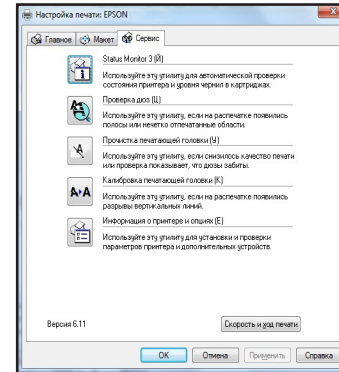 Настройка печати: EPSON
Главное Макет Сервис
Status Monitor 3 (Й)
Используйте эту утилиту для автоматической проверки
состояния принтера и уровня чернил в картриджах.
Проверка дюз (Ц)
Используйте эту утилиту, если на распечатке появились
полосы или нечетко отпечатанные области.
Прочистка печатающей головки (У)
Используйте эту утилиту, если снизилось качество печати
или проверка показывает, что дюзы забиты.
Калибровка печатающей головки (К)
Используйте эту утилиту, если на распечатке появились
разрывы вертикальных линий.
Информация о принтере и опциях (Е)
Используйте эту утилиту для установки и проверки
параметров принтера и дополнительных устройств.
Версия 6.11 Скорость и ход печати
OK Отмена Применить Справка